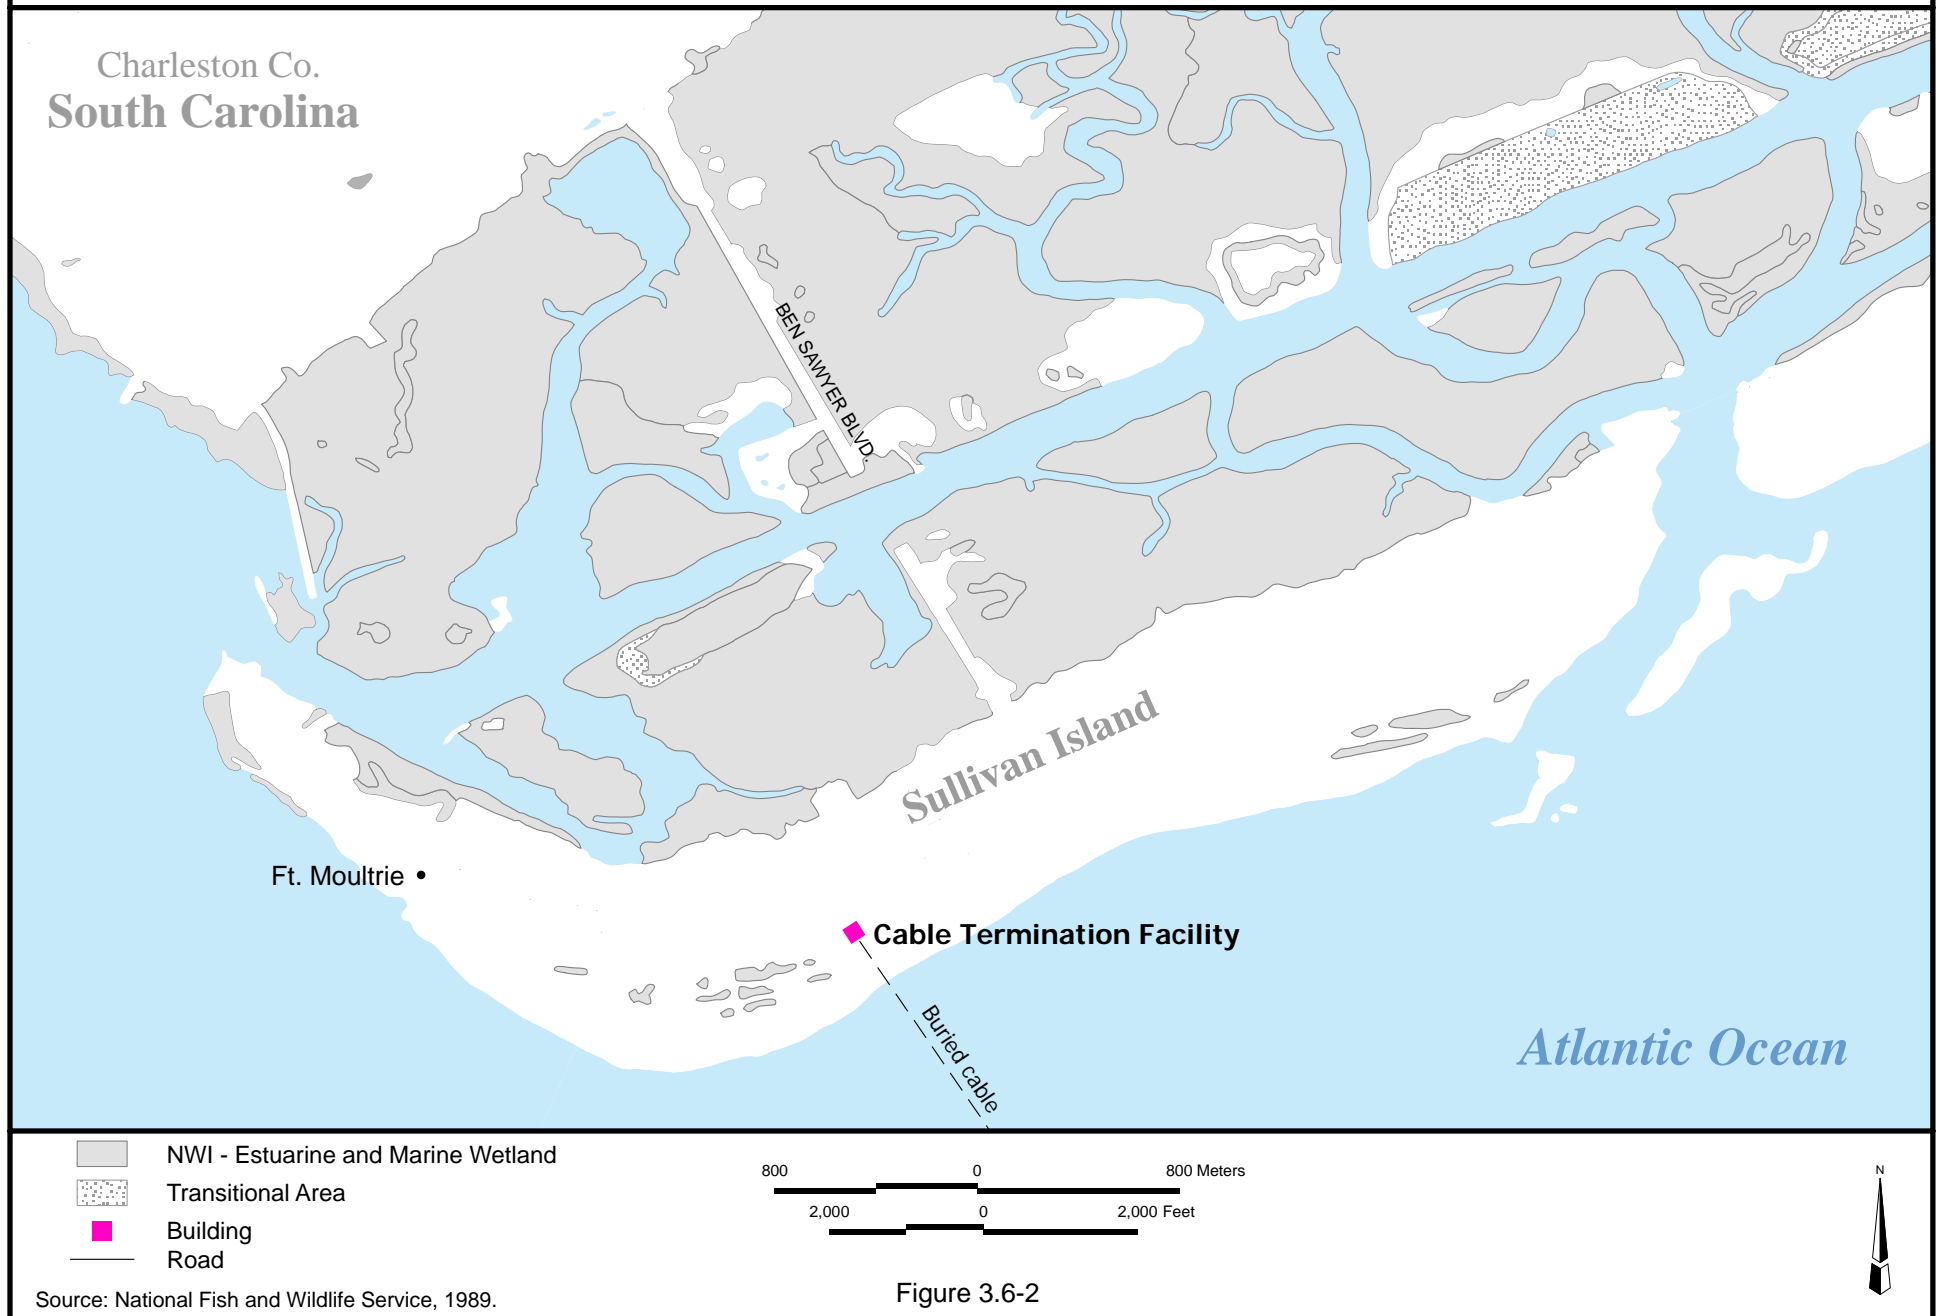 Charleston Co.
South Carolina
BEN SAWYER BLVD.
Sullivan Island
Ft. Moultrie
Cable Termination Facility
Buried cable
Atlantic Ocean
NWI - Estuarine and Marine Wetland
Transitional Area
Building
Road
Source: National Fish and Wildlife Service, 1989.
800 0 800 Meters
2,000 0 2,000 Feet
Figure 3.6-2
N